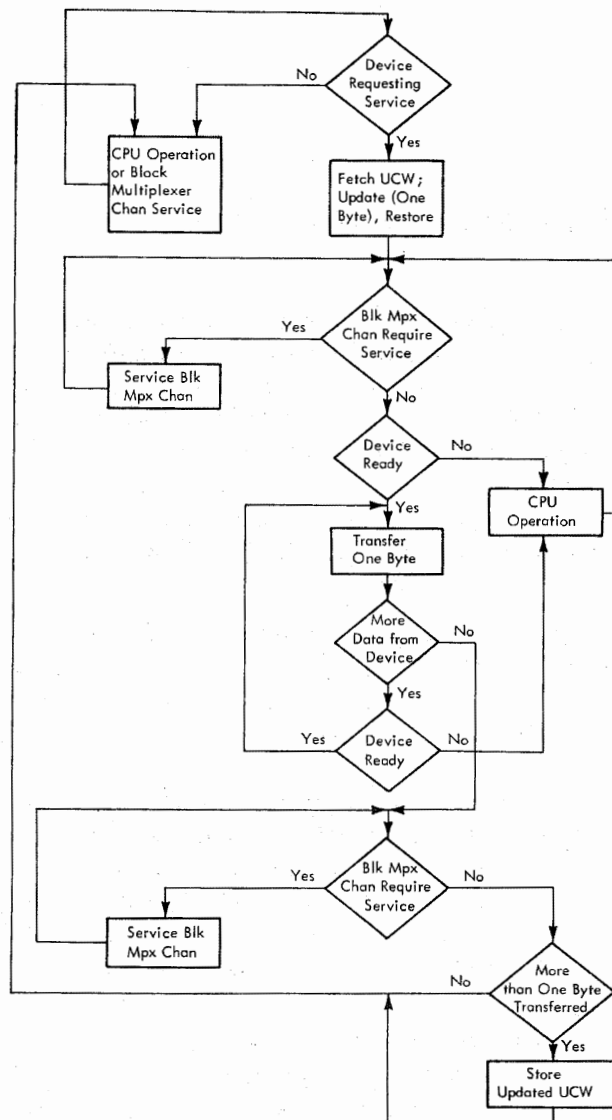 Device
Requesting
Service
No
Yes
CPU Operation
or Block
Multiplexer
Chan Service
Fetch UCW;
Update (One
Byte), Restore
Blk Mpx
Chan Require
Service
Yes
No
Service Blk
Mpx Chan
Device
Ready
No
Yes
CPU
Operation
Transfer
One Byte
More
Data from
Device
No
Yes
Device
Ready
Yes
No
Blk Mpx
Chan Require
Service
Yes
No
Service Blk
Mpx Chan
More
than One Byte
Transferred
No
Yes
Store
Updated UCW